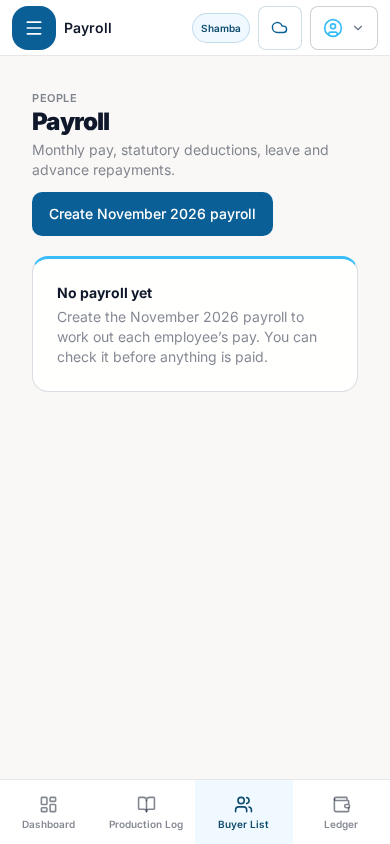 Payroll
Shamba
PEOPLE
Payroll
Monthly pay, statutory deductions, leave and
advance repayments.
Create November 2026 payroll
No payroll yet
Create the November 2026 payroll to
work out each employee’s pay. You can
check it before anything is paid.
Dashboard
Production Log
Buyer List
Ledger